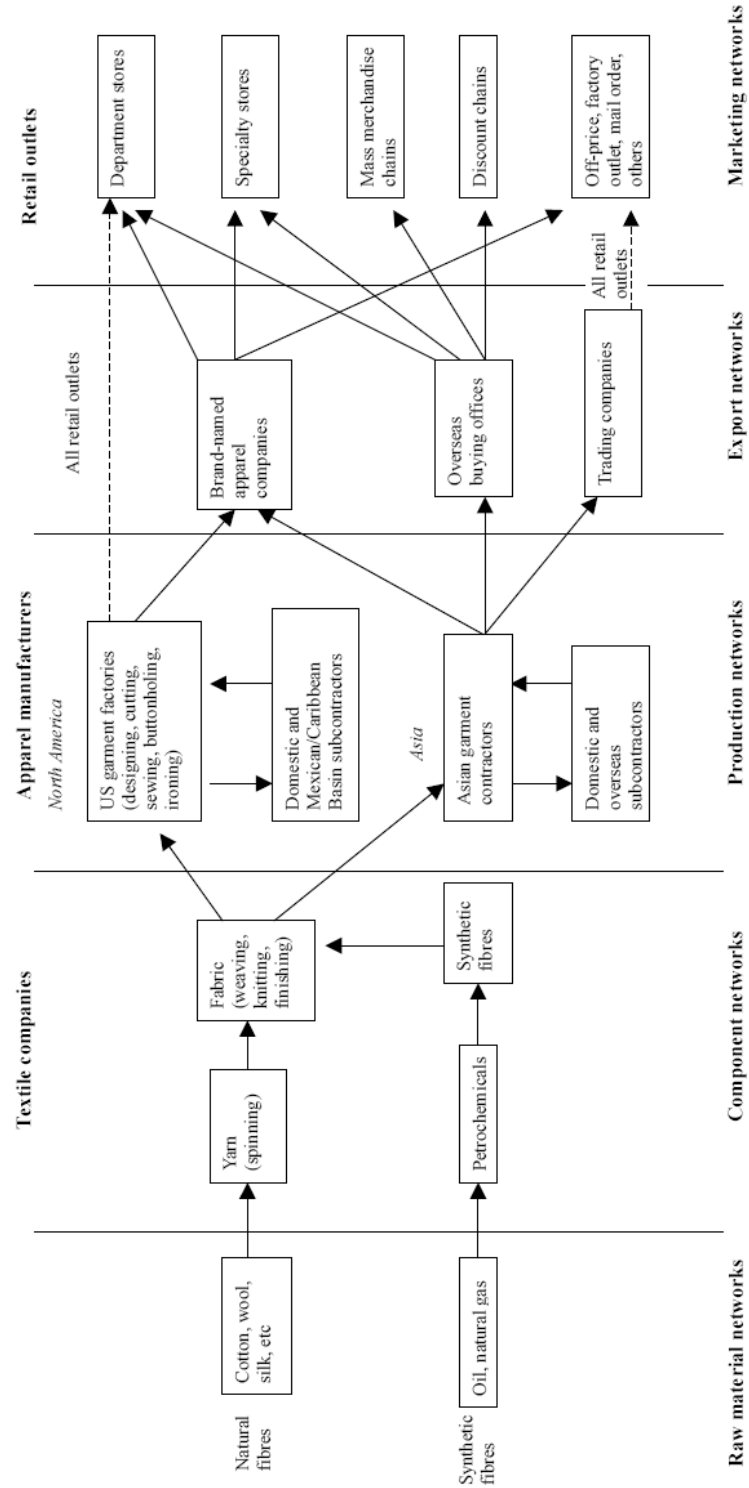 Textile companies
Apparel manufacturers
Retail outlets
North America
Natural
fibres
Cotton, wool,
silk, etc
Yarn
(spinning)
Fabric
(weaving,
knitting,
finishing)
Synthetic
fibres
Oil, natural gas
Petrochemicals
Synthetic
fibres
US garment factories
(designing, cutting,
sewing, buttonholing,
ironing)
Domestic and
Mexican/Caribbean
Basin subcontractors
Asia
Asian garment
contractors
Domestic and
overseas
subcontractors
All retail outlets
Brand-named
apparel
companies
Overseas
buying offices
Trading companies
All retail
outlets
Department stores
Specialty stores
Mass merchandise
chains
Discount chains
Off-price, factory
outlet, mail order,
others
Raw material networks
Component networks
Production networks
Export networks
Marketing networks